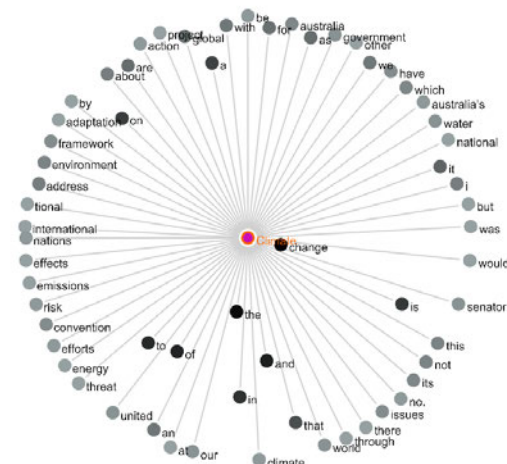 be
project
with
for
australia
global
as
government
action
other
are
a
we
about
have
which
by
australia's
adaptation
on
water
framework
national
environment
it
address
i
tional
but
international
was
nations
change
effects
would
emissions
is
senator
risk
the
convention
this
efforts
to
of
not
energy
and
its
threat
in
no.
united
issues
that
there
an
through
at
our
world
climate